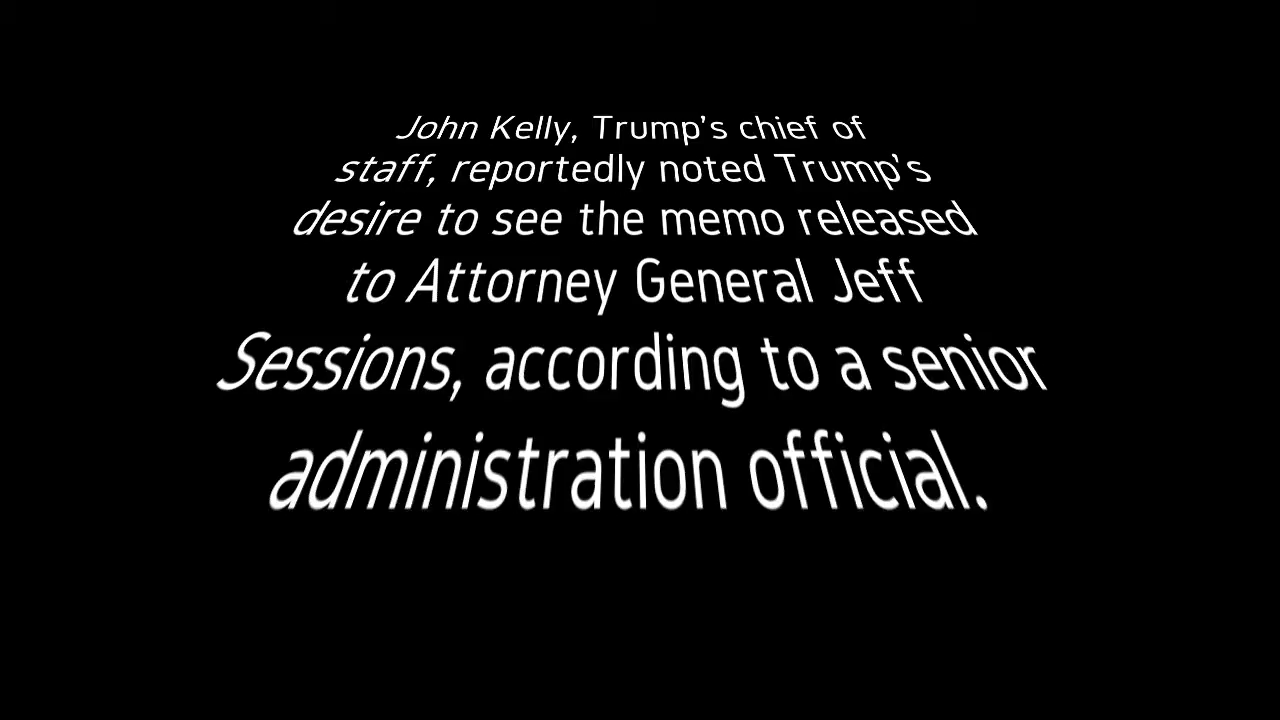 John Kelly, Trump's chief of
staff, reportedly noted Trump's
desire to see the memo released
to Attorney General Jeff
Sessions, according to a senior
administration official.